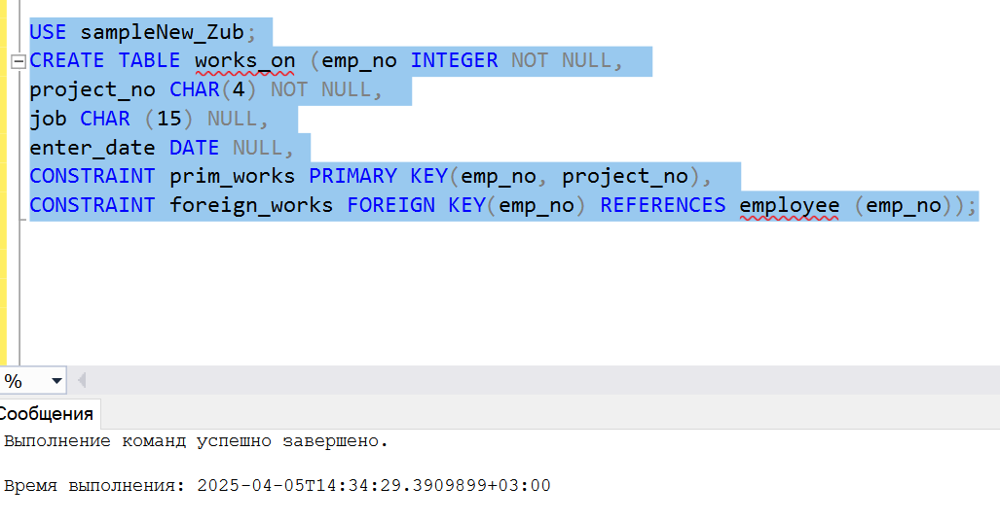 USE sampleNew_Zub;
CREATE TABLE works_on (emp_no INTEGER NOT NULL,
project_no CHAR(4) NOT NULL,
job CHAR (15) NULL,
enter_date DATE NULL,
CONSTRAINT prim_works PRIMARY KEY(emp_no, project_no),
CONSTRAINT foreign_works FOREIGN KEY(emp_no) REFERENCES employee (emp_no));
%
Сообщения
Выполнение команд успешно завершено.
Время выполнения: 2025-04-05T14:34:29.3909899+03:00